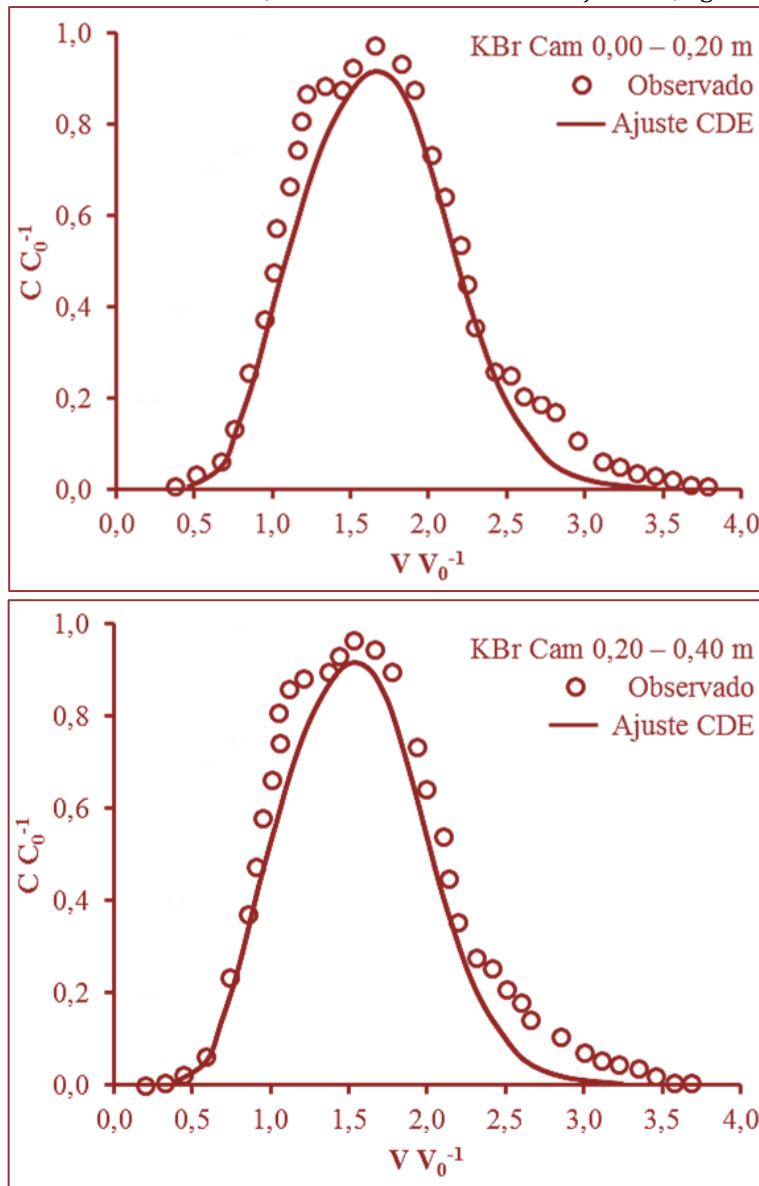 1,0
KBr Cam 0,00 – 0,20 m
Observado
0,8
Ajuste CDE
0,6
C C₀⁻¹
0,4
0,2
0,0
0,0 0,5 1,0 1,5 2,0 2,5 3,0 3,5 4,0
V V₀⁻¹
1,0
KBr Cam 0,20 – 0,40 m
Observado
0,8
Ajuste CDE
0,6
C C₀⁻¹
0,4
0,2
0,0
0,0 0,5 1,0 1,5 2,0 2,5 3,0 3,5 4,0
V V₀⁻¹